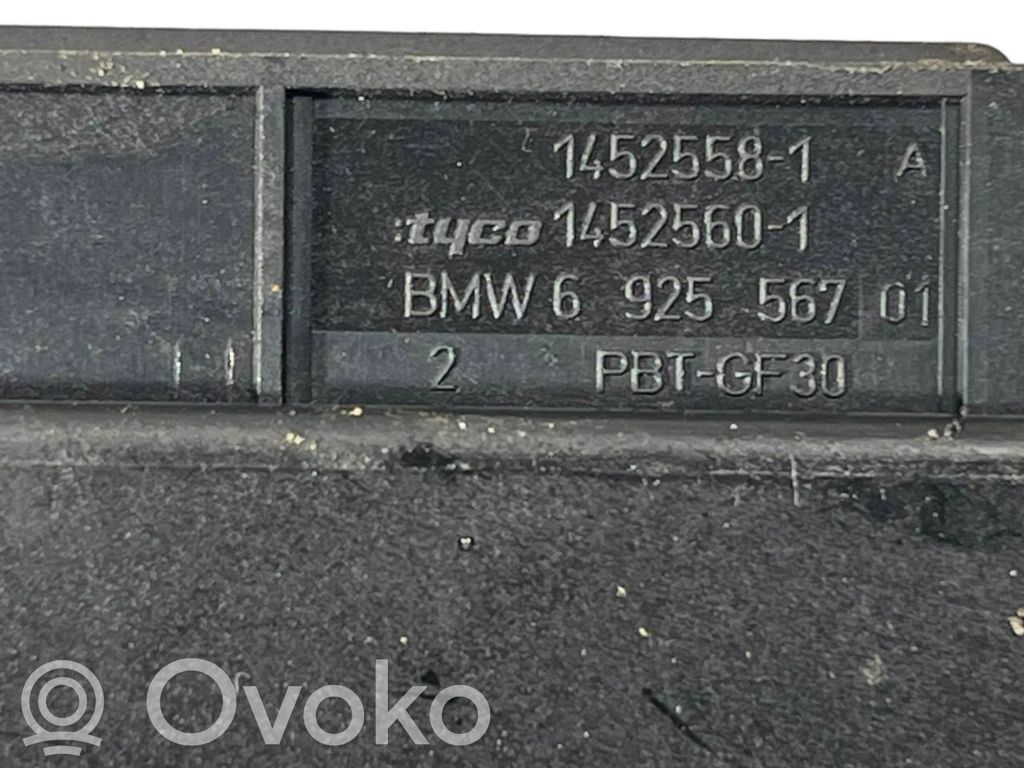 1452558-1 A
:tyco 1452560-1
BMW 6 925 567 01
2 PBT-GF30
R Ovoko